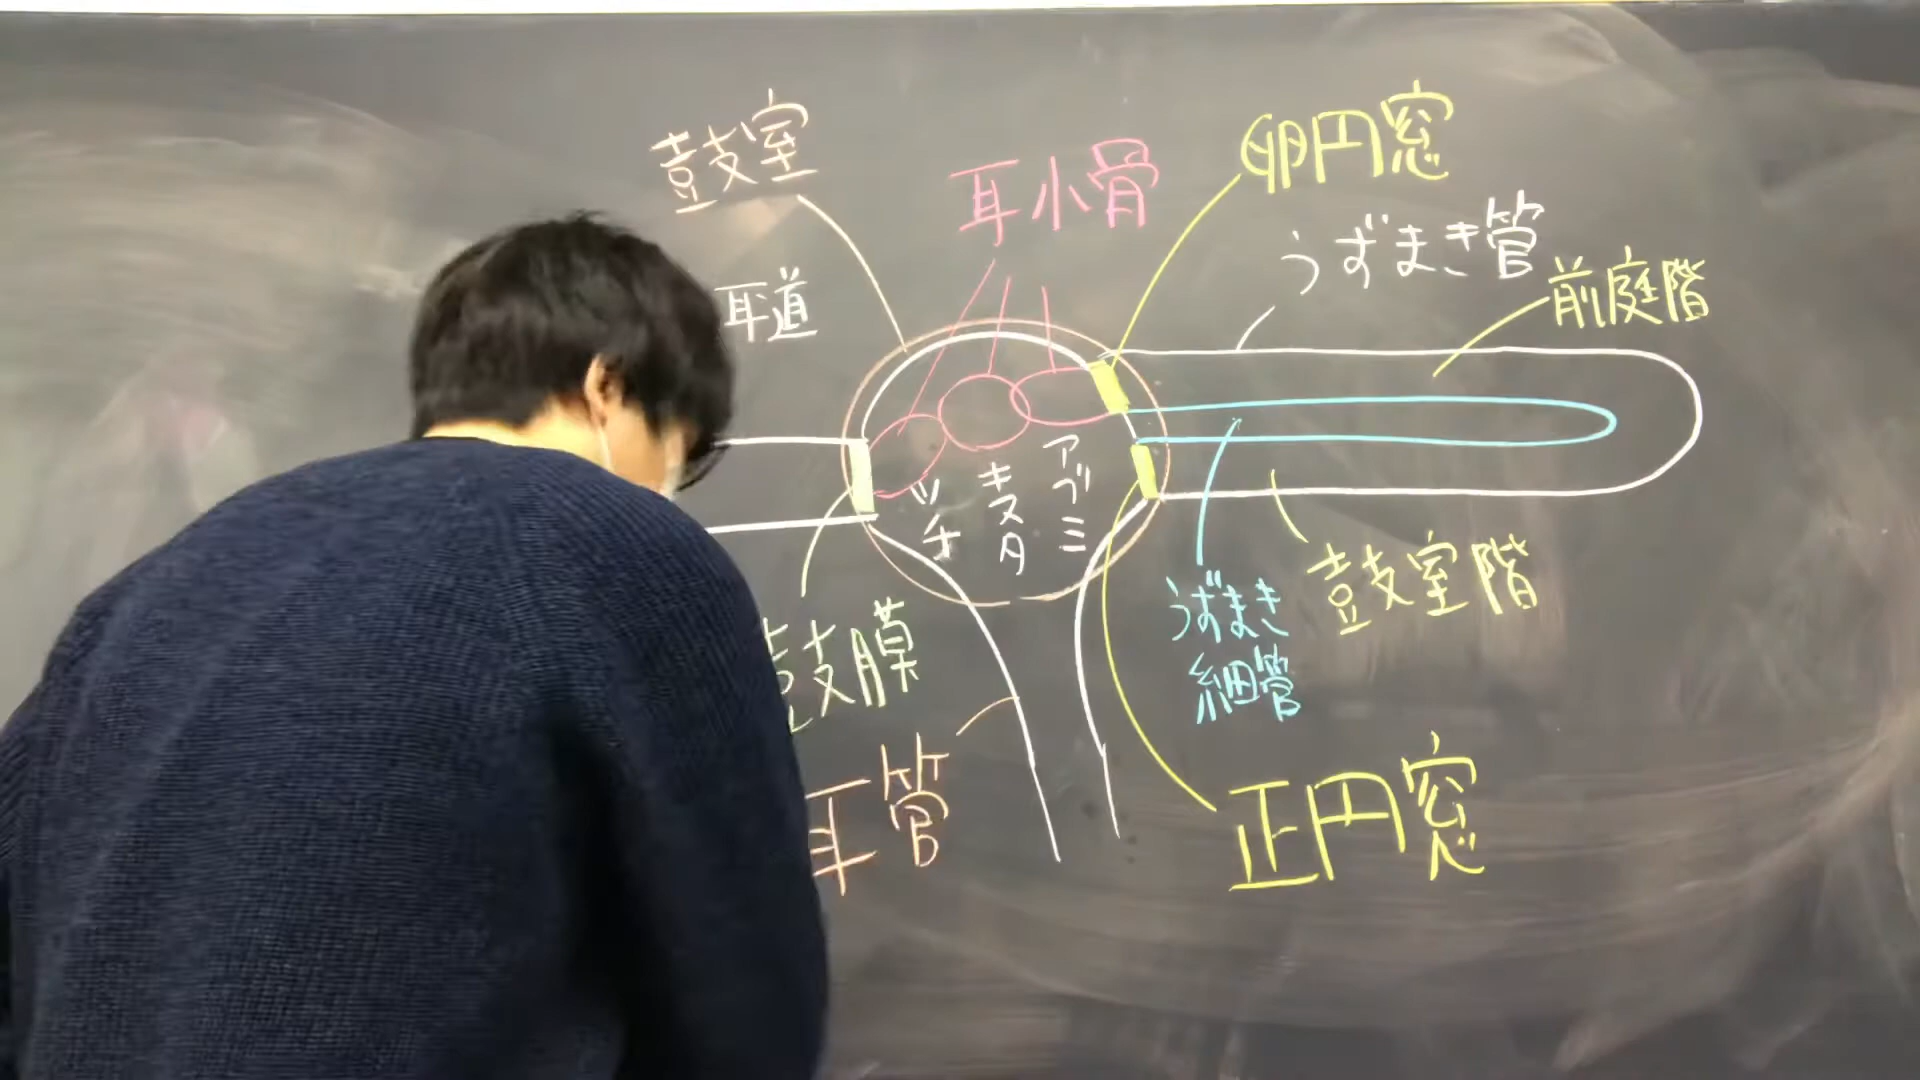 鼓室
耳小骨
卵円窓
うずまき管
前庭階
耳道
ツチ
キヌタ
アブミ
鼓膜
うずまき
細管
鼓室階
耳管
正円窓